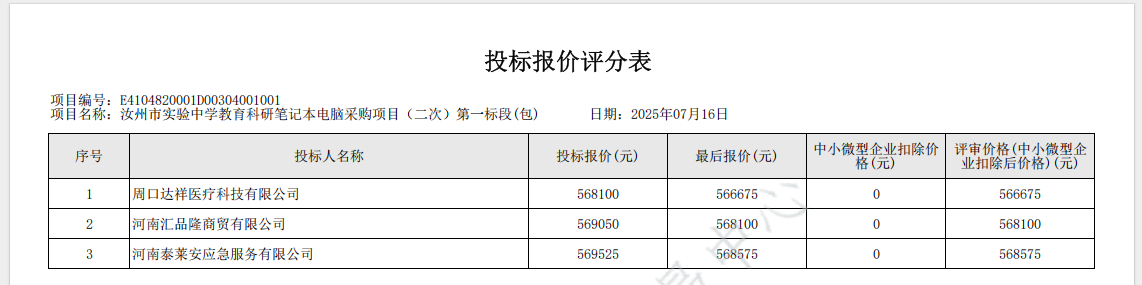 投标报价评分表
项目编号：E4104820001D00304001001
项目名称：汝州市实验中学教育科研笔记本电脑采购项目（二次）第一标段(包) 日期：2025年07月16日
序号 投标人名称 投标报价(元) 最后报价(元) 中小微型企业扣除价格(元) 评审价格(中小微型企业扣除后价格)(元)
1 周口达祥医疗科技有限公司 568100 566675 0 566675
2 河南汇品隆商贸有限公司 569050 568100 0 568100
3 河南泰莱安应急服务有限公司 569525 568575 0 568575
中心